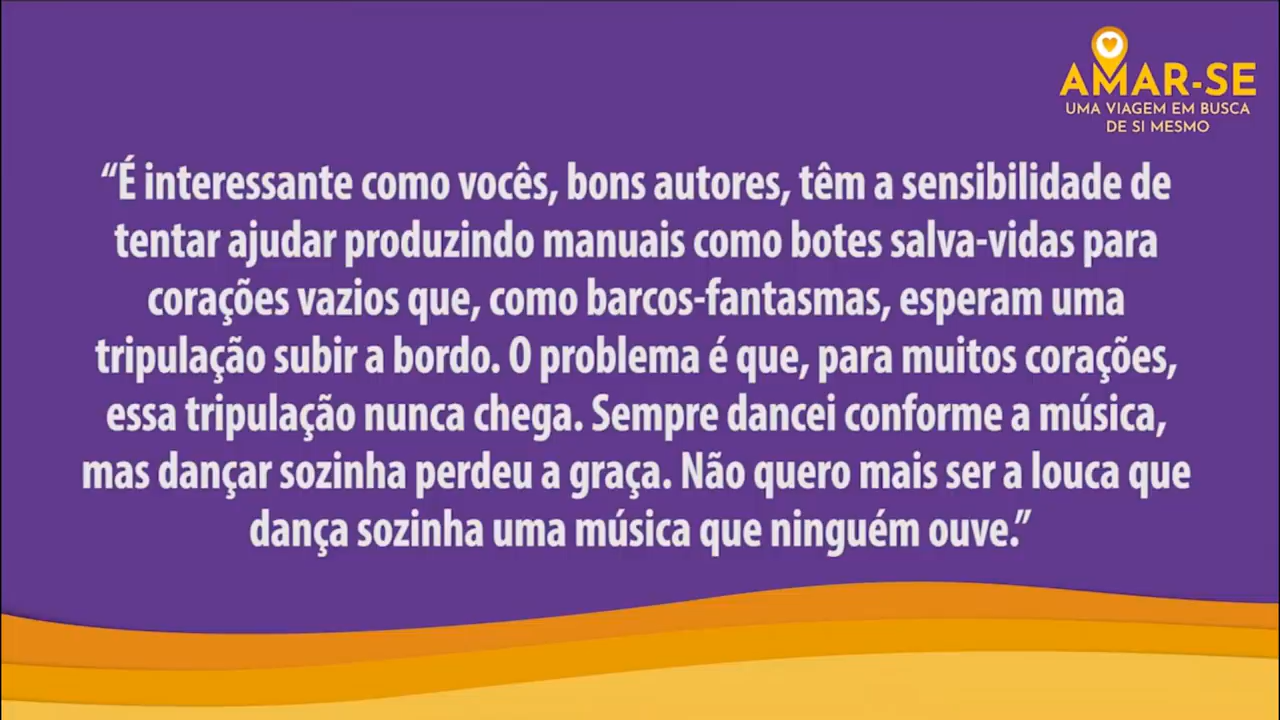 AMAR-SE
UMA VIAGEM EM BUSCA
DE SI MESMO
“É interessante como vocês, bons autores, têm a sensibilidade de
tentar ajudar produzindo manuais como botes salva-vidas para
corações vazios que, como barcos-fantasmas, esperam uma
tripulação subir a bordo. O problema é que, para muitos corações,
essa tripulação nunca chega. Sempre dancei conforme a música,
mas dançar sozinha perdeu a graça. Não quero mais ser a louca que
dança sozinha uma música que ninguém ouve.”